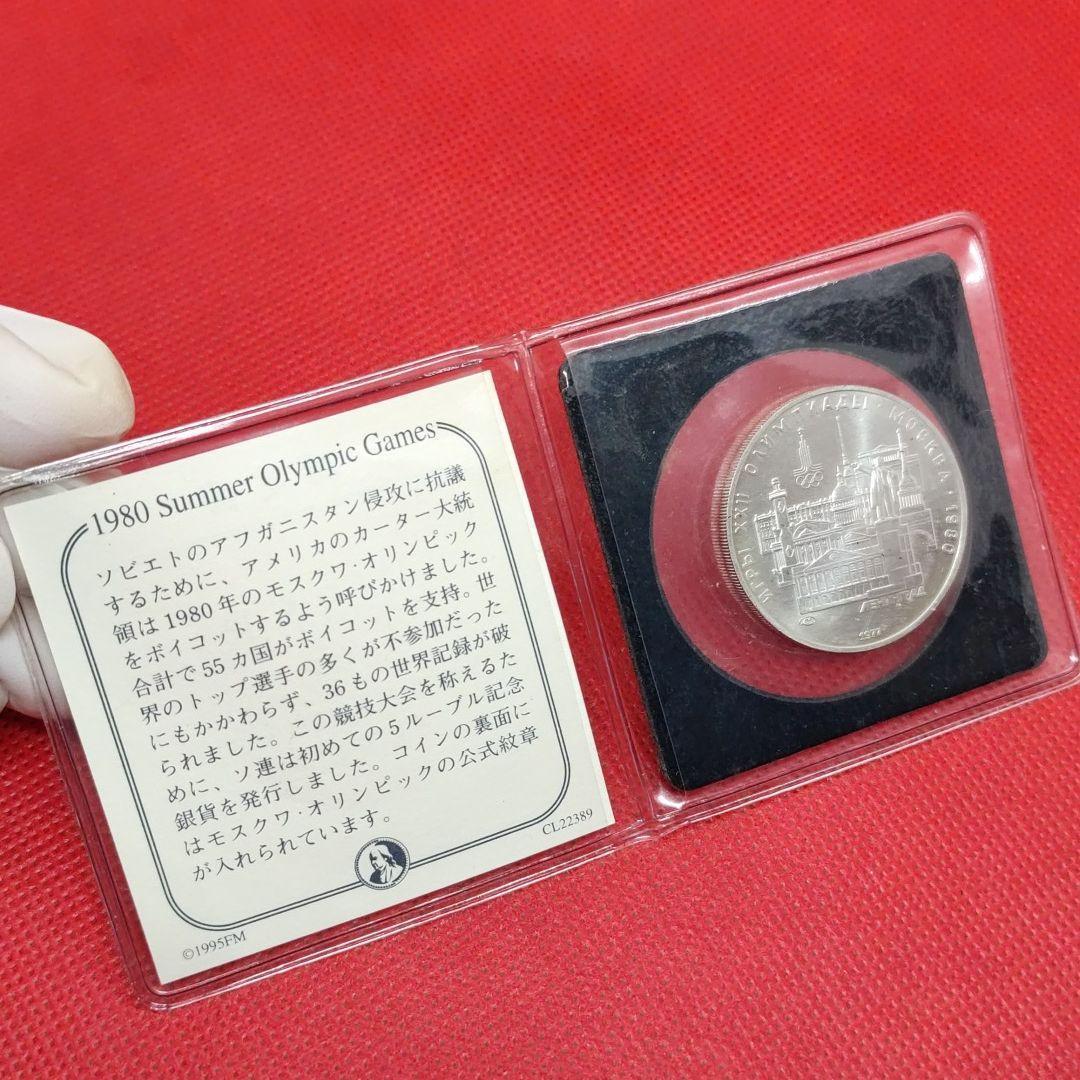 1980 Summer Olympic Games
ソビエトのアフガニスタン侵攻に抗議
するために、アメリカのカーター大統
領は1980年のモスクワ·オリンピック
をボイコットするよう呼びかけました。
合計で55カ国がボイコットを支持。世
界のトップ選手の多くが不参加だった
にもかかわらず、36もの世界記録が破
られました。この競技大会を称えるた
めに、ソ連は初めての5ルーブル記念
銀貨を発行しました。コインの裏面に
はモスクワ·オリンピックの公式紋章
が入れられています。
CL22389
©1995FM
ИГРЫ XXII ОЛИМПИАДЫ · МОСКВА · 1980
ЛЕНИНГРАД
1977